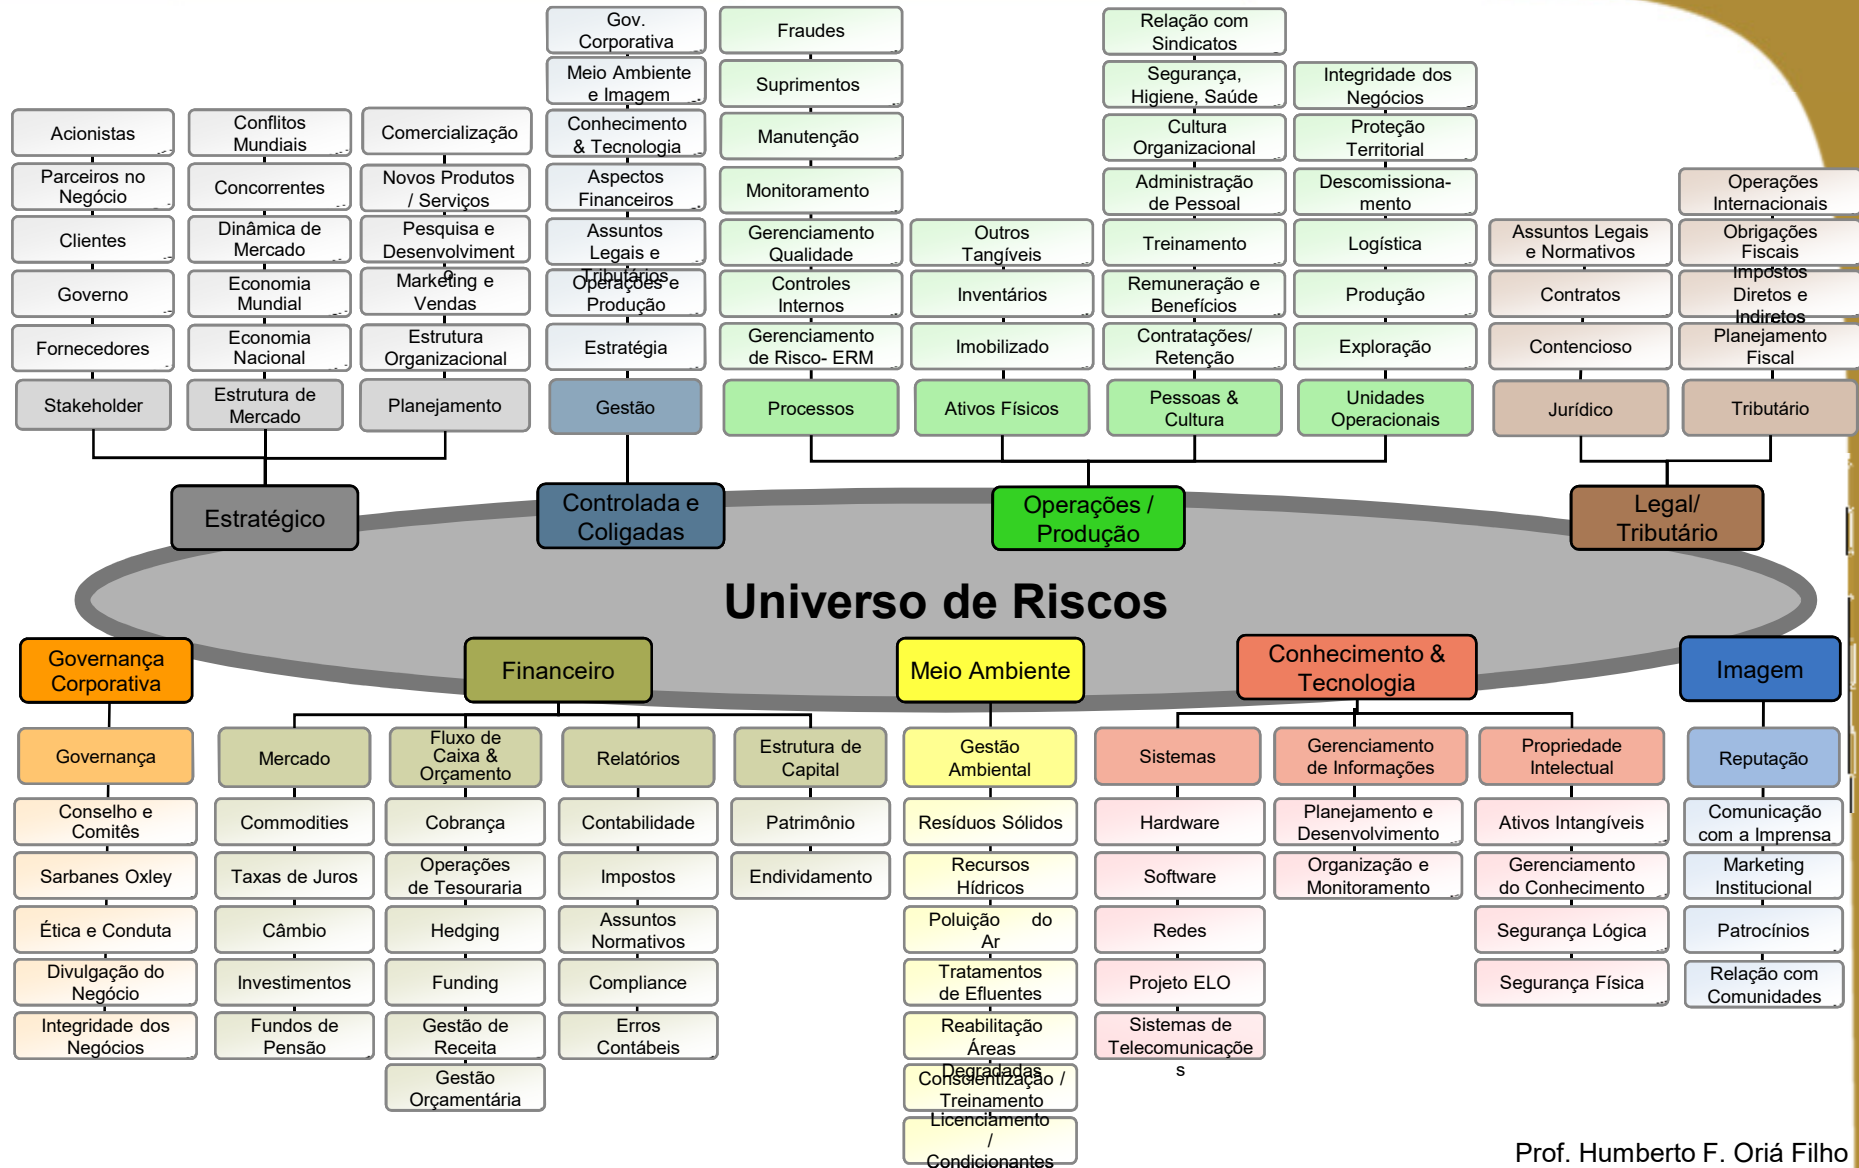 Acionistas
Parceiros no
Negócio
Clientes
Governo
Fornecedores
Stakeholder
Conflitos
Mundiais
Concorrentes
Dinâmica de
Mercado
Economia
Mundial
Economia
Nacional
Estrutura de
Mercado
Comercialização
Novos Produtos
/ Serviços
Pesquisa e
Desenvolviment
o
Marketing e
Vendas
Estrutura
Organizacional
Planejamento
Estratégico
Gov.
Corporativa
Meio Ambiente
e Imagem
Conhecimento
& Tecnologia
Aspectos
Financeiros
Assuntos
Legais e
Tributários
Operações e
Produção
Estratégia
Gestão
Controlada e
Coligadas
Fraudes
Suprimentos
Manutenção
Monitoramento
Gerenciamento
Qualidade
Controles
Internos
Gerenciamento
de Risco- ERM
Processos
Outros
Tangíveis
Inventários
Imobilizado
Ativos Físicos
Relação com
Sindicatos
Segurança,
Higiene, Saúde
Cultura
Organizacional
Administração
de Pessoal
Treinamento
Remuneração e
Benefícios
Contratações/
Retenção
Pessoas &
Cultura
Integridade dos
Negócios
Proteção
Territorial
Descomissiona-
mento
Logística
Produção
Exploração
Unidades
Operacionais
Operações /
Produção
Assuntos Legais
e Normativos
Contratos
Contencioso
Jurídico
Operações
Internacionais
Obrigações
Fiscais
Impostos
Diretos e
Indiretos
Planejamento
Fiscal
Tributário
Legal/
Tributário
Universo de Riscos
Governança
Corporativa
Governança
Conselho e
Comitês
Sarbanes Oxley
Ética e Conduta
Divulgação do
Negócio
Integridade dos
Negócios
Financeiro
Mercado
Commodities
Taxas de Juros
Câmbio
Investimentos
Fundos de
Pensão
Fluxo de
Caixa &
Orçamento
Cobrança
Operações
de Tesouraria
Hedging
Funding
Gestão de
Receita
Gestão
Orçamentária
Relatórios
Contabilidade
Impostos
Assuntos
Normativos
Compliance
Erros
Contábeis
Estrutura de
Capital
Patrimônio
Endividamento
Meio Ambiente
Gestão
Ambiental
Resíduos Sólidos
Recursos
Hídricos
Poluição do
Ar
Tratamentos
de Efluentes
Reabilitação
Áreas
Degradadas
Conscientização /
Treinamento
Licenciamento
/
Condicionantes
Conhecimento &
Tecnologia
Sistemas
Hardware
Software
Redes
Projeto ELO
Sistemas de
Telecomunicaçõe
s
Gerenciamento
de Informações
Planejamento e
Desenvolvimento
Organização e
Monitoramento
Propriedade
Intelectual
Ativos Intangíveis
Gerenciamento
do Conhecimento
Segurança Lógica
Segurança Física
Imagem
Reputação
Comunicação
com a Imprensa
Marketing
Institucional
Patrocínios
Relação com
Comunidades
Prof. Humberto F. Oriá Filho